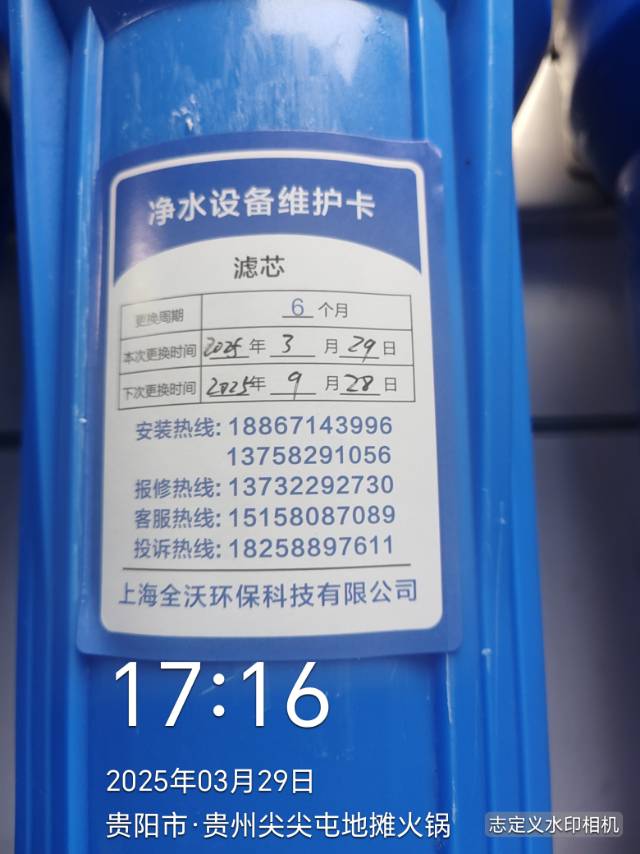 净水设备维护卡
滤芯
更换周期 6 个月
本次更换时间 2025 年 3 月 29 日
下次更换时间 2025 年 9 月 28 日
安装热线: 18867143996
13758291056
报修热线: 13732292730
客服热线: 15158087089
投诉热线: 18258897611
上海全沃环保科技有限公司
17:16
2025年03月29日
贵阳市·贵州尖尖屯地摊火锅
志定义水印相机